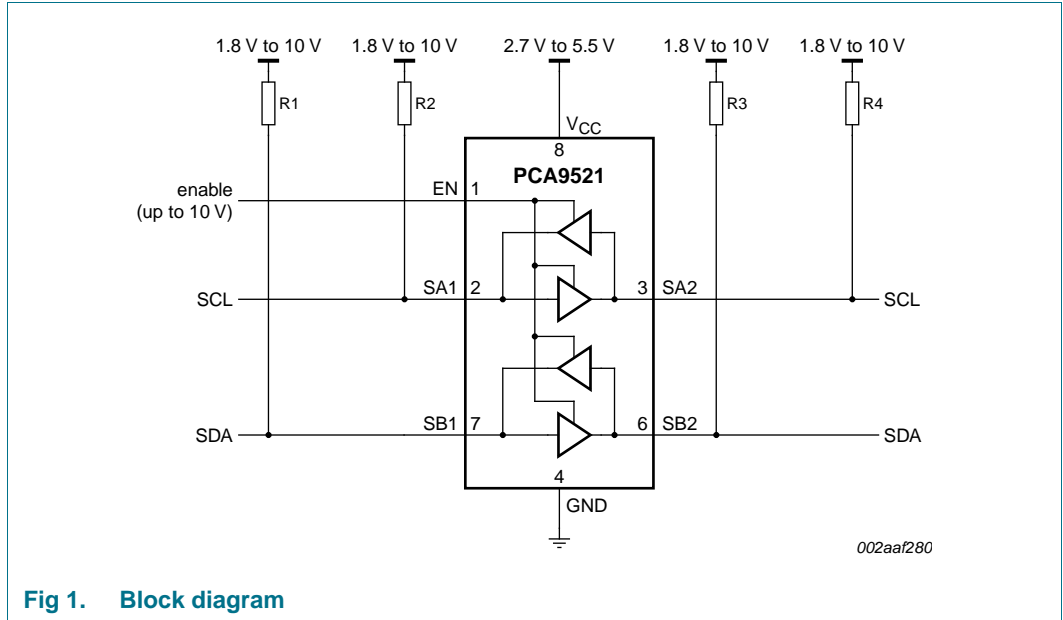 1.8 V to 10 V 1.8 V to 10 V 2.7 V to 5.5 V 1.8 V to 10 V 1.8 V to 10 V
R1 R2 R3 R4
VCC
8
PCA9521
enable
(up to 10 V)
EN 1
SCL SA1 2 3 SA2 SCL
SDA SB1 7 6 SB2 SDA
4
GND
002aaf280
Fig 1. Block diagram